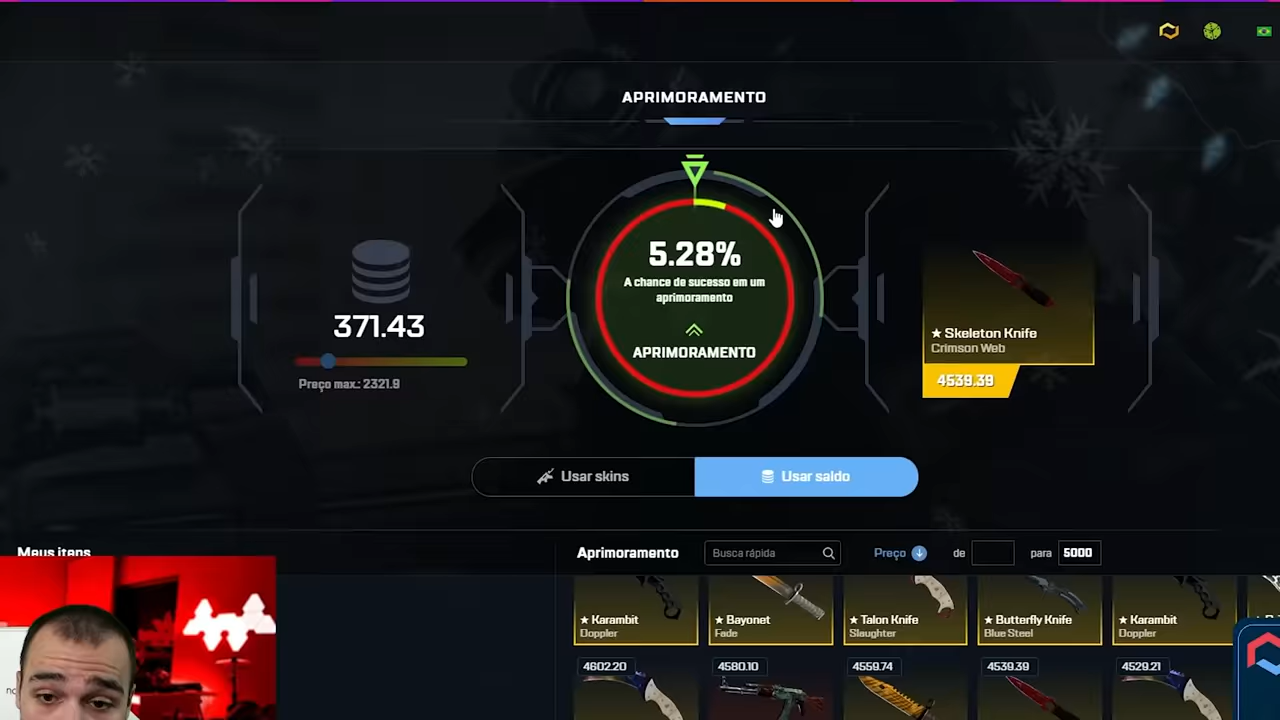 APRIMORAMENTO
5.28%
A chance de sucesso em um
aprimoramento
APRIMORAMENTO
371.43
Preço max.: 2321.9
★ Skeleton Knife
Crimson Web
4539.39
Usar skins
Usar saldo
Meus itens
Aprimoramento
Busca rápida
Preço
de
para
5000
★ Karambit
Doppler
★ Bayonet
Fade
★ Talon Knife
Slaughter
★ Butterfly Knife
Blue Steel
★ Karambit
Doppler
4602.20
4580.10
4559.74
4539.39
4529.21